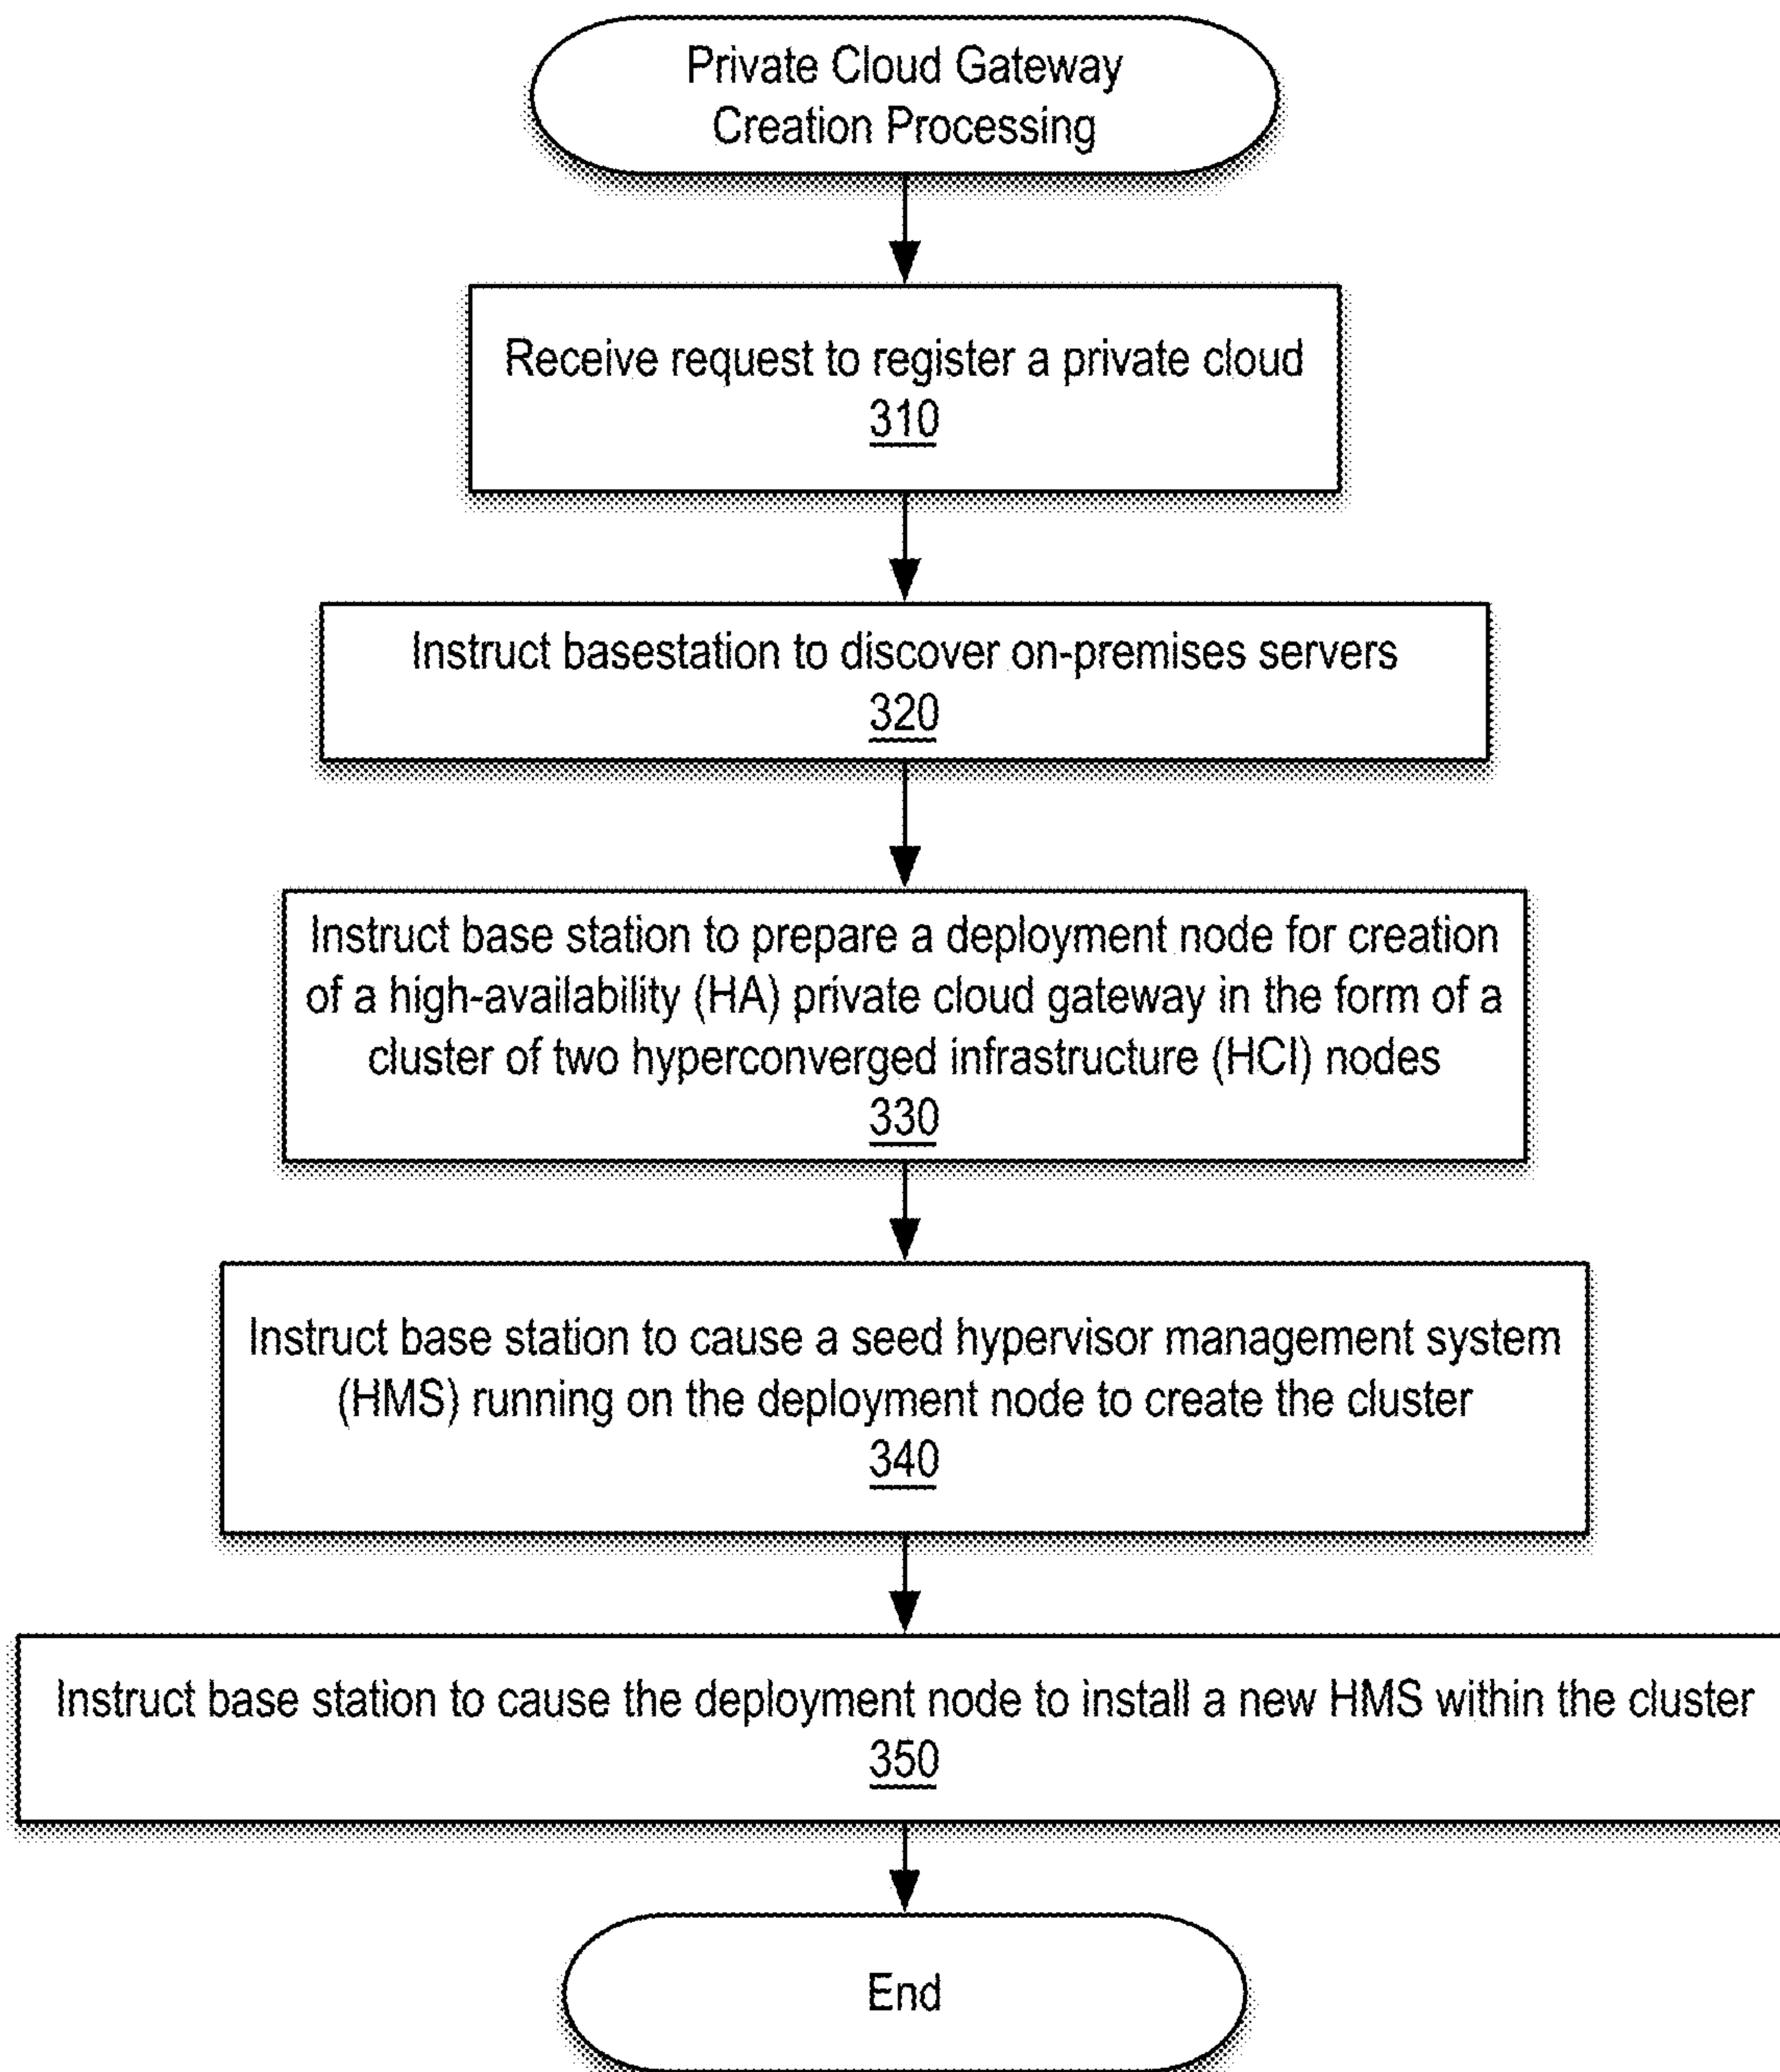 Private Cloud Gateway
Creation Processing
Receive request to register a private cloud
310
Instruct basestation to discover on-premises servers
320
Instruct base station to prepare a deployment node for creation
of a high-availability (HA) private cloud gateway in the form of a
cluster of two hyperconverged infrastructure (HCI) nodes
330
Instruct base station to cause a seed hypervisor management system
(HMS) running on the deployment node to create the cluster
340
Instruct base station to cause the deployment node to install a new HMS within the cluster
350
End